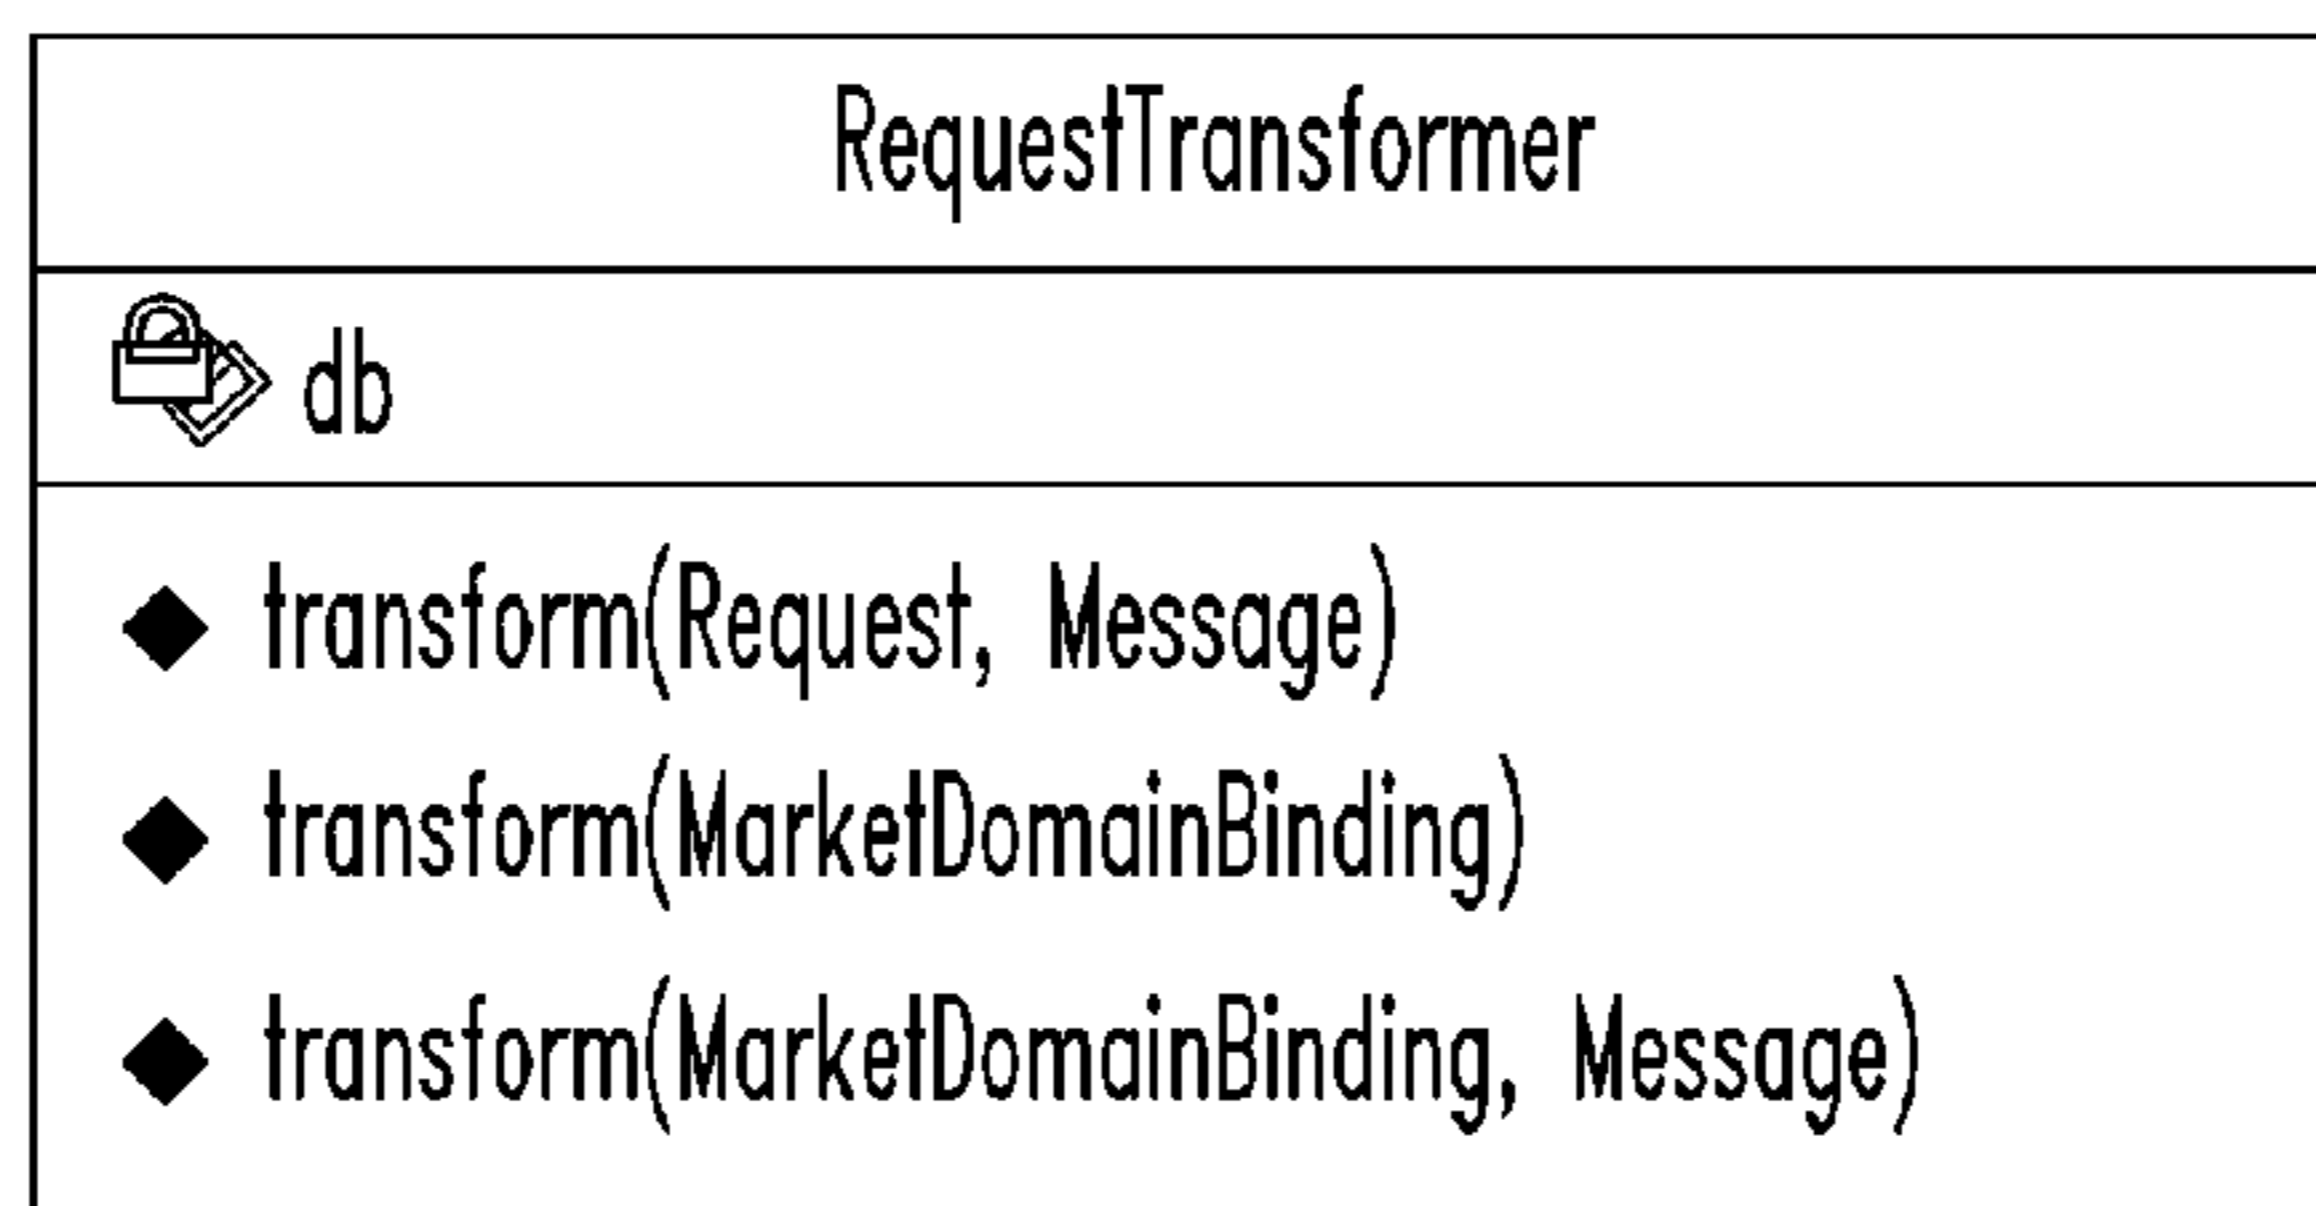 RequestTransformer
db
transform(Request, Message)
transform(MarketDomainBinding)
transform(MarketDomainBinding, Message)